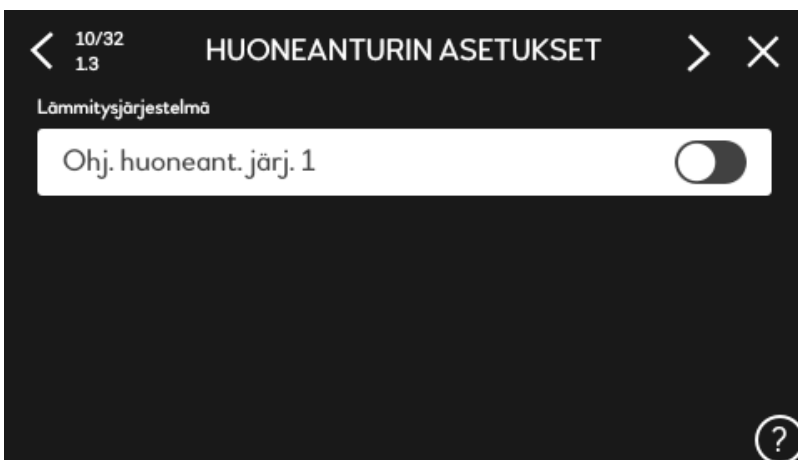 10/32
1.3
HUONEANTURIN ASETUKSET
Lämmitysjärjestelmä
Ohj. huoneant. järj. 1
?